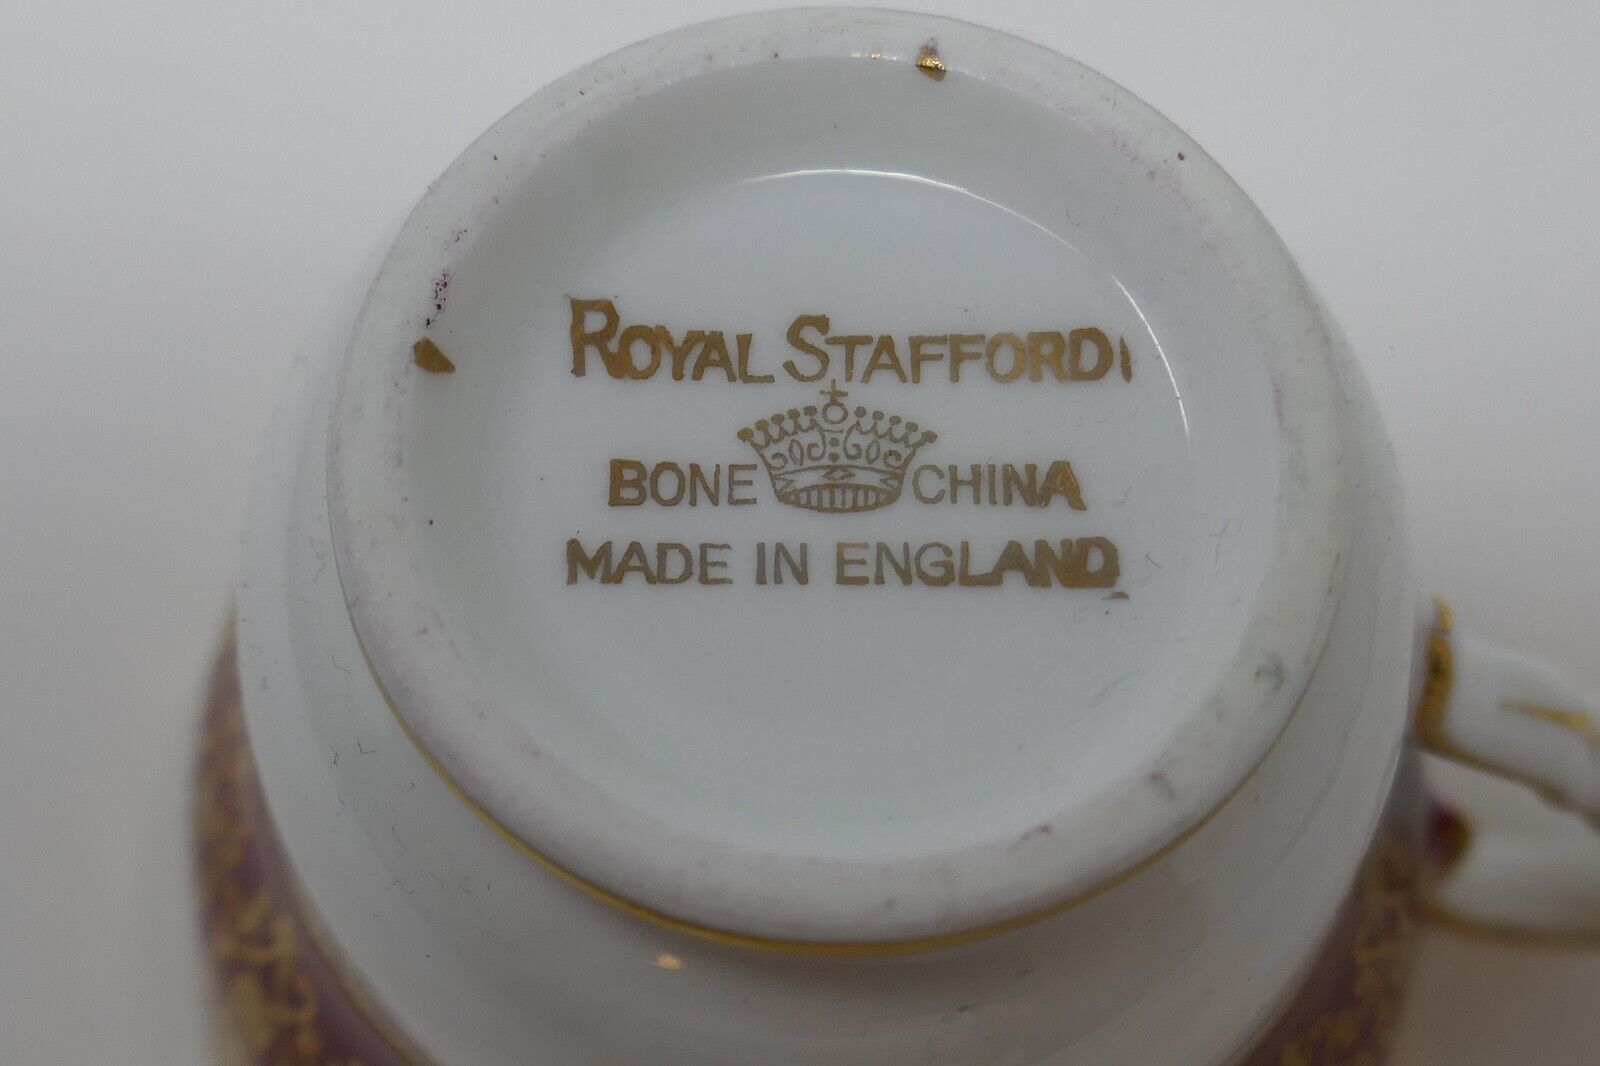 ROYAL STAFFORD
BONE CHINA
MADE IN ENGLAND